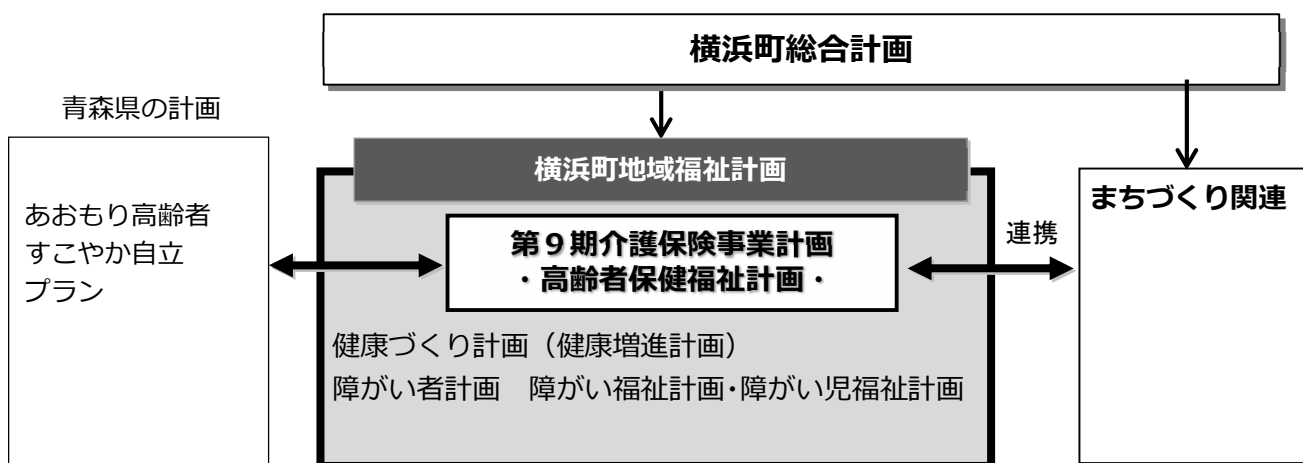 横浜町総合計画
青森県の計画
横浜町地域福祉計画
あおもり高齢者
すこやか自立
プラン
第９期介護保険事業計画
・高齢者保健福祉計画・
連携
まちづくり関連
健康づくり計画（健康増進計画）
障がい者計画　障がい福祉計画・障がい児福祉計画